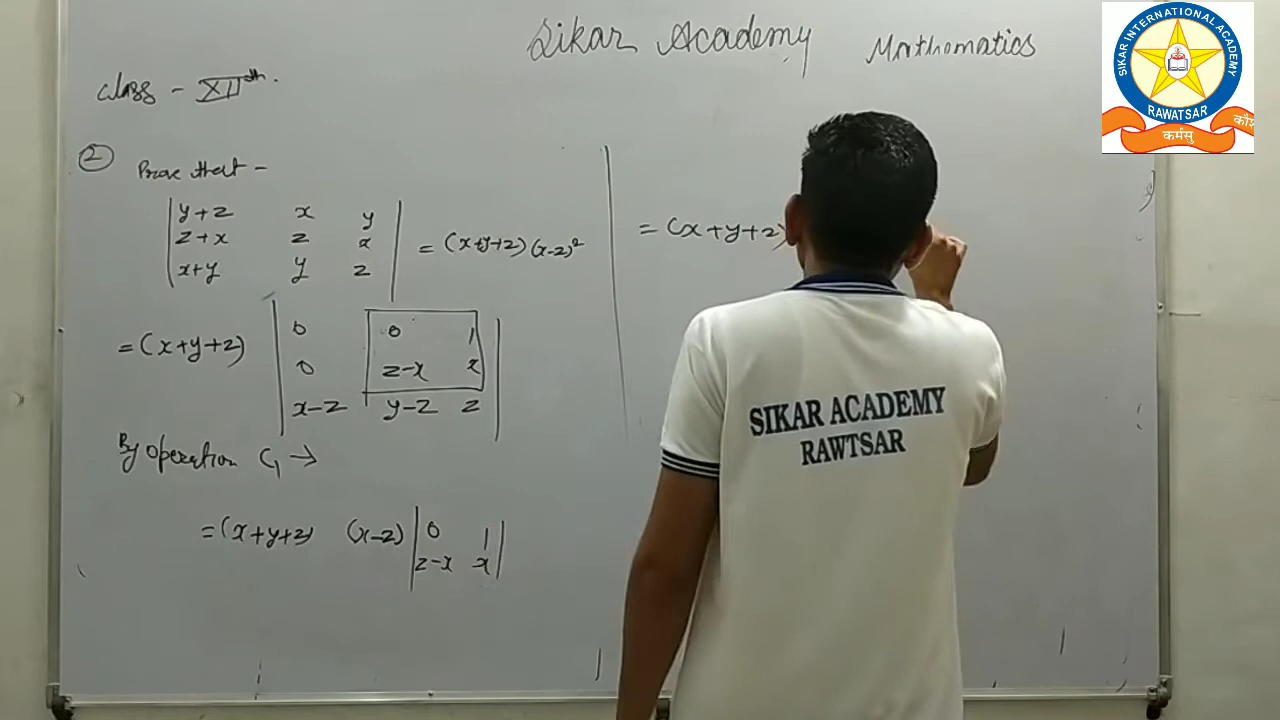 Sikar Academy Mathematics
Class - XIIth.
② Prove that -
| y+z x y |
| z+x z x | = (x+y+z)(x-z)²
| x+y y z |
= (x+y+z) | 0 0 1 |
| 0 z-x x |
| x-z y-z z |
By operation C₁ →
= (x+y+z) (x-z) | 0 1 |
| z-x x |
= (x+y+z)
SIKAR ACADEMY
RAWTSAR
SIKAR INTERNATIONAL ACADEMY
RAWATSAR
कर्मसु